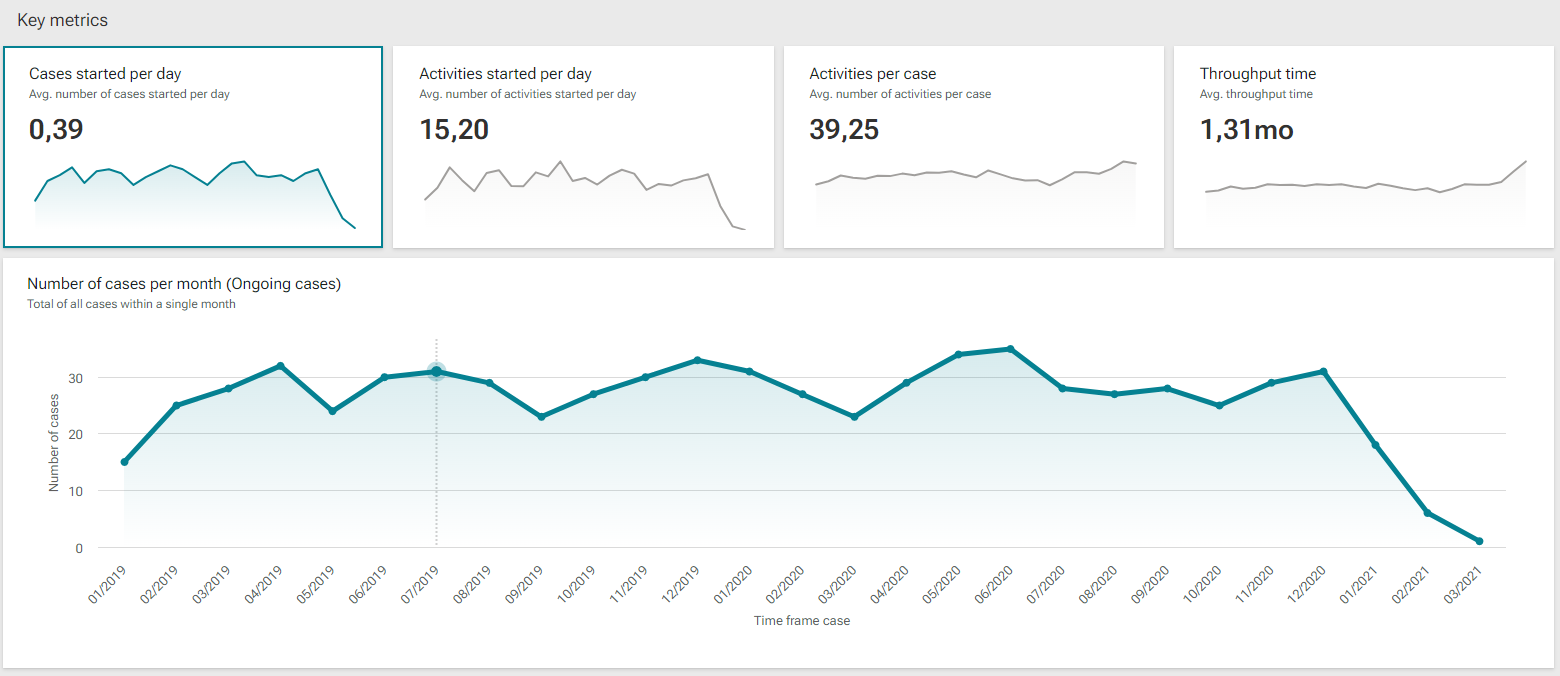 Key metrics
Cases started per day
Avg. number of cases started per day
0,39
Activities started per day
Avg. number of activities started per day
15,20
Activities per case
Avg. number of activities per case
39,25
Throughput time
Avg. throughput time
1,31mo
Number of cases per month (Ongoing cases)
Total of all cases within a single month
Number of cases
30
20
10
0
01/2019
02/2019
03/2019
04/2019
05/2019
06/2019
07/2019
08/2019
09/2019
10/2019
11/2019
12/2019
01/2020
02/2020
03/2020
04/2020
05/2020
06/2020
07/2020
08/2020
09/2020
10/2020
11/2020
12/2020
01/2021
02/2021
03/2021
Time frame case